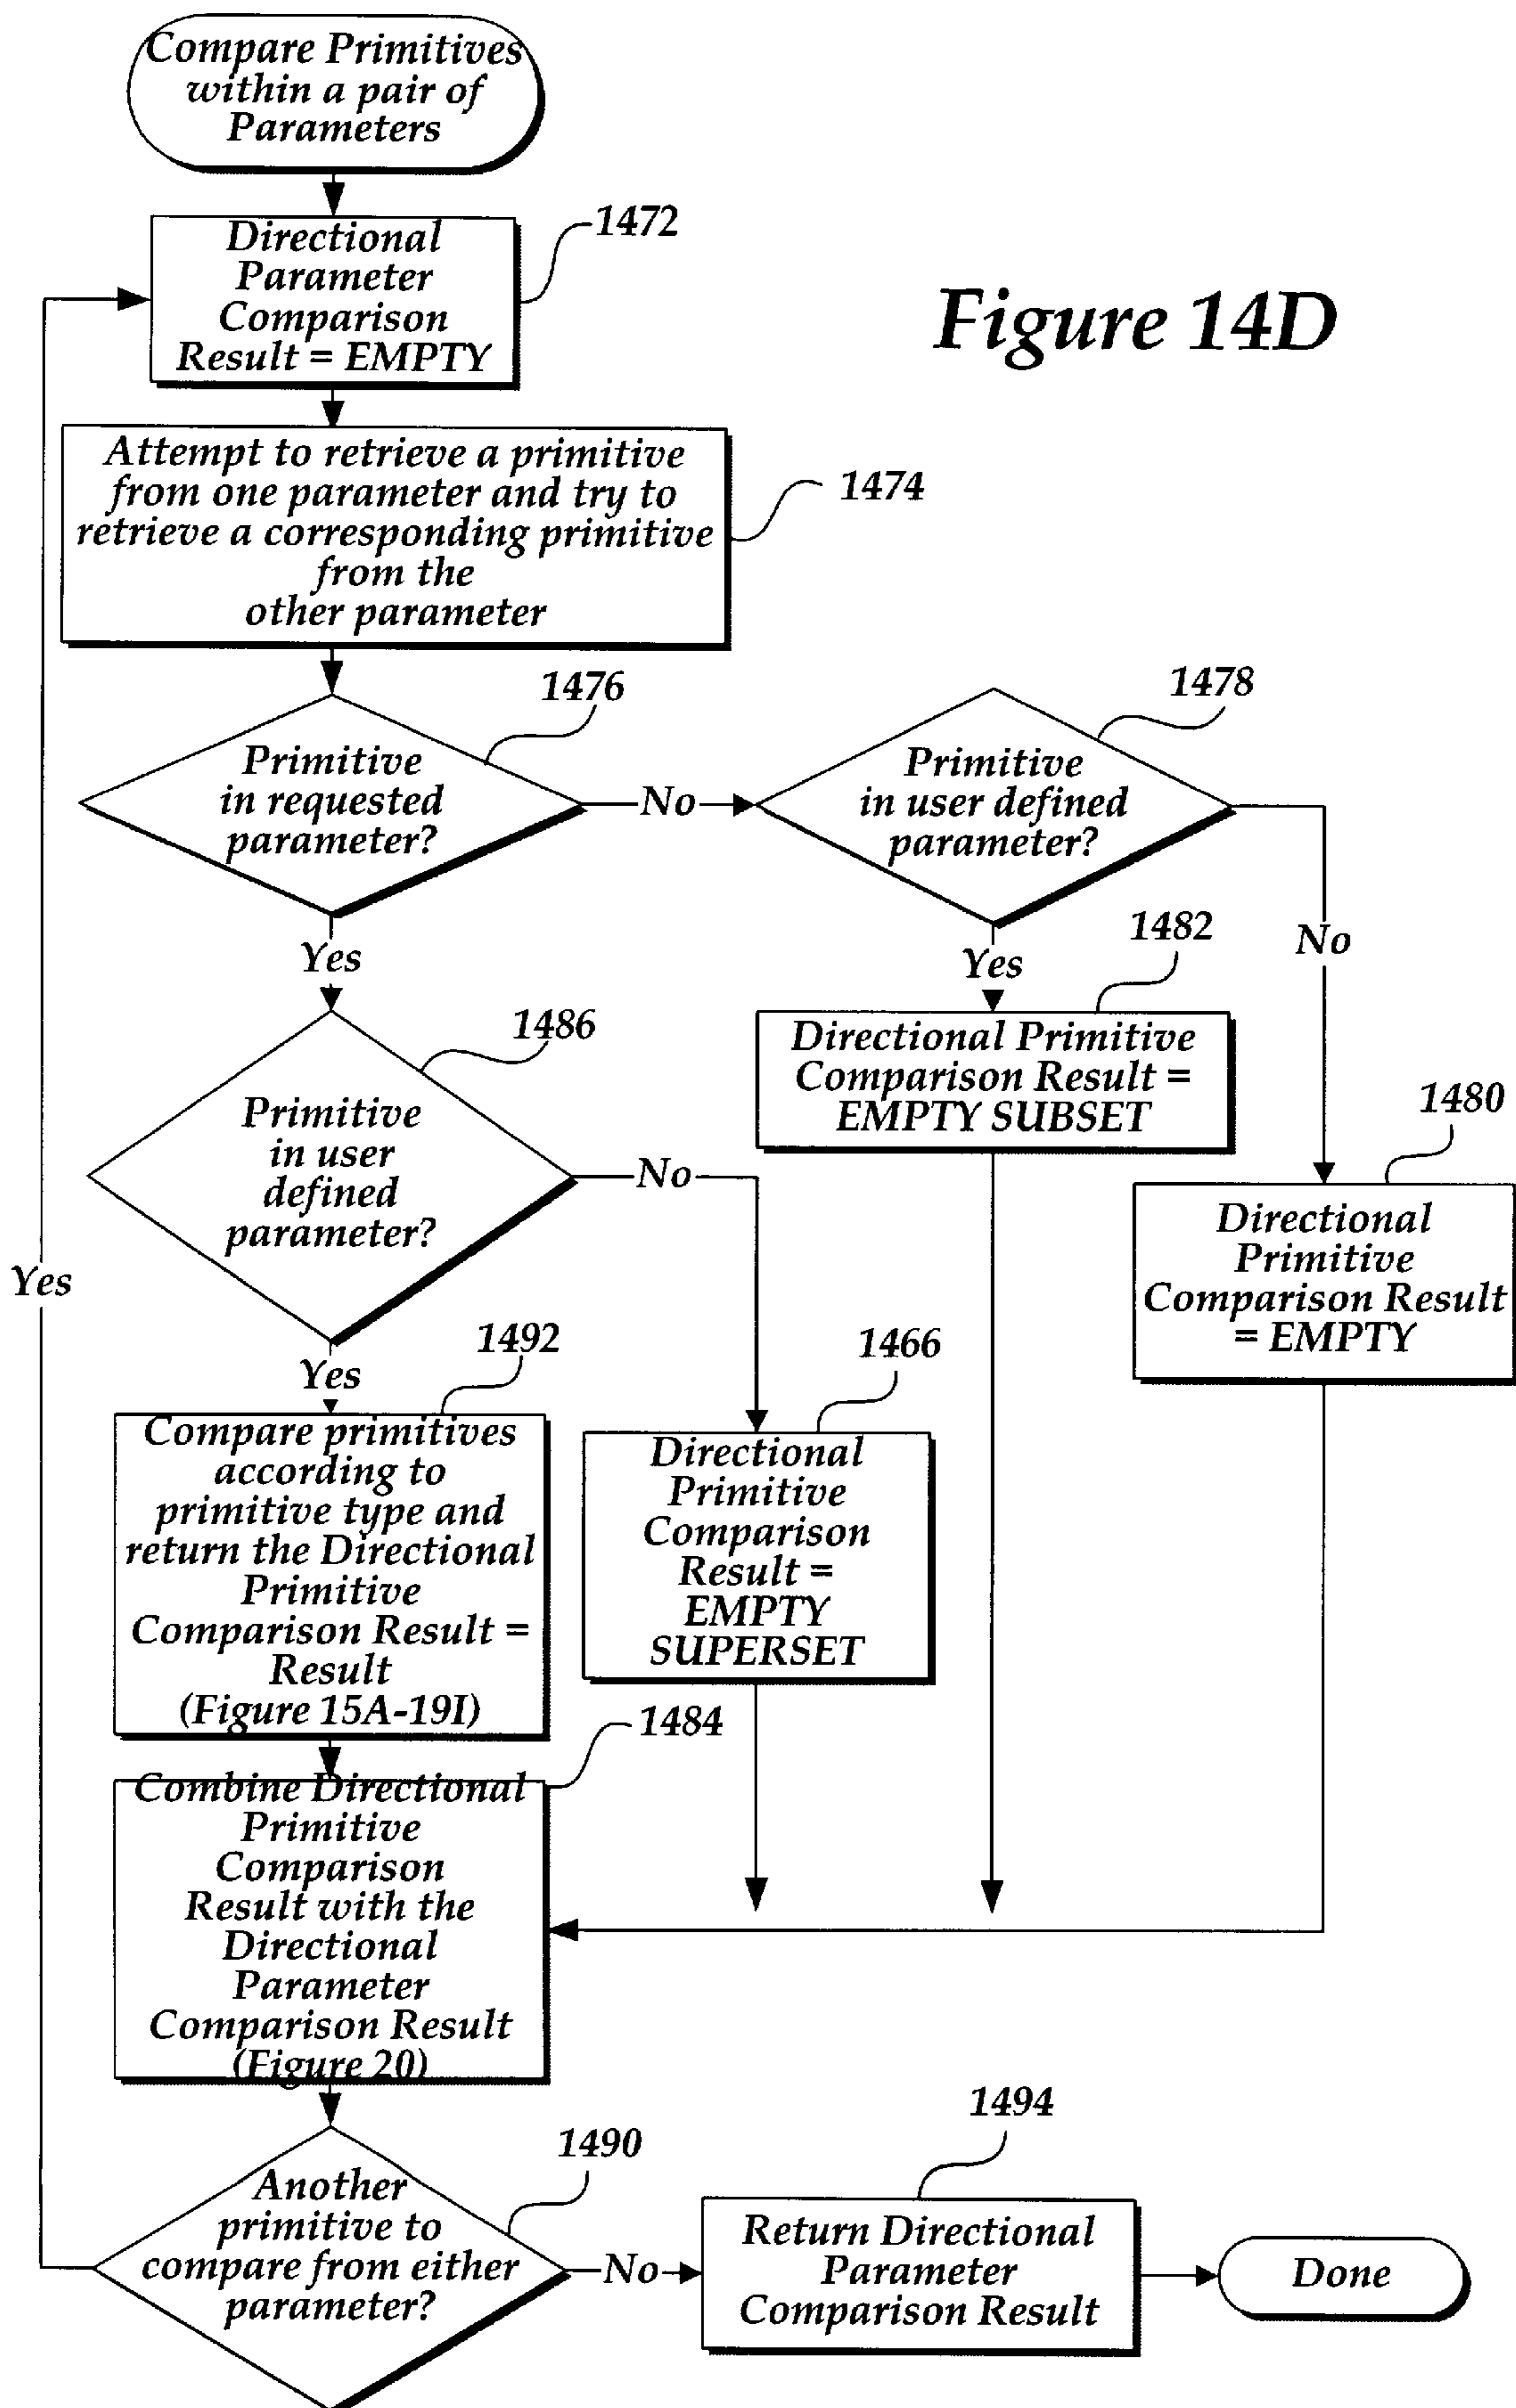 Compare Primitives
within a pair of
Parameters
1472
Directional
Parameter
Comparison
Result = EMPTY
Figure 14D
Attempt to retrieve a primitive
from one parameter and try to
retrieve a corresponding primitive
from the
other parameter
1474
1476
Primitive
in requested
parameter?
No
1478
Primitive
in user defined
parameter?
Yes
Yes
No
1482
Directional Primitive
Comparison Result =
EMPTY SUBSET
1486
Primitive
in user
defined
parameter?
No
1480
Directional
Primitive
Comparison Result
= EMPTY
Yes
Yes
1492
Compare primitives
according to
primitive type and
return the Directional
Primitive
Comparison Result =
Result
(Figure 15A-19I)
1466
Directional
Primitive
Comparison
Result =
EMPTY
SUPERSET
1484
Combine Directional
Primitive
Comparison
Result with the
Directional
Parameter
Comparison Result
(Figure 20)
1490
Another
primitive to
compare from either
parameter?
No
1494
Return Directional
Parameter
Comparison Result
Done